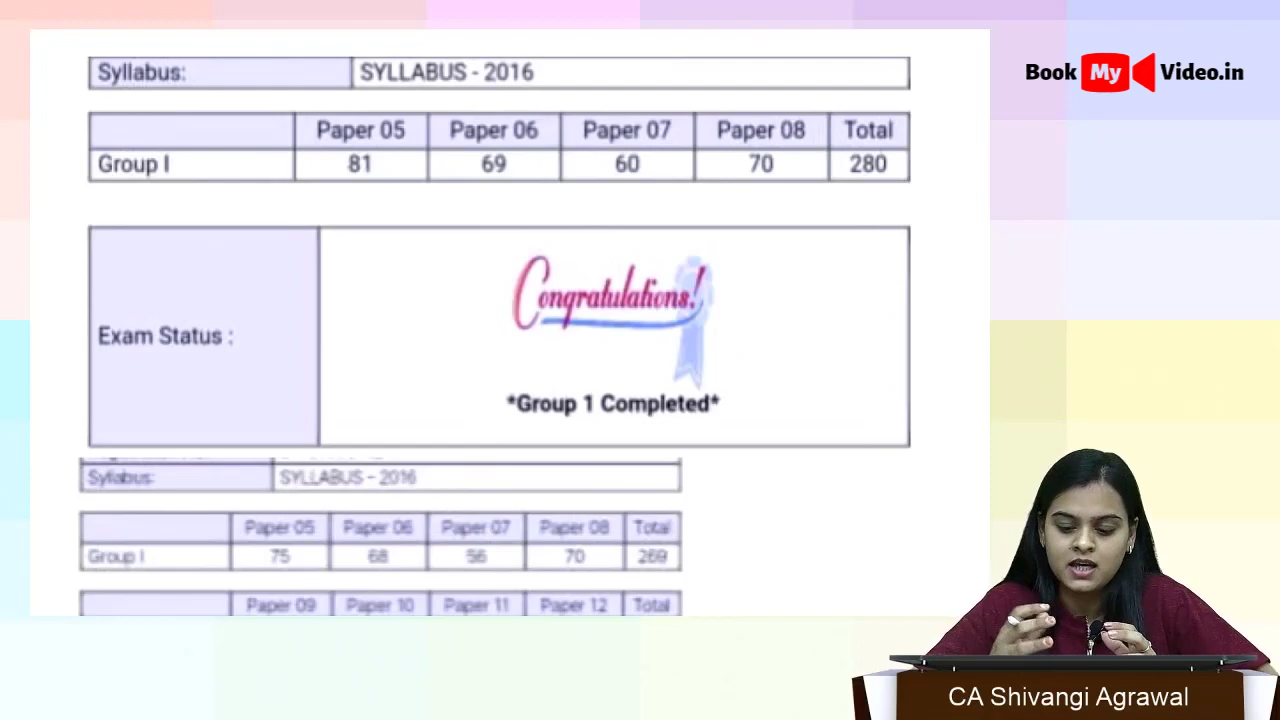 Book My Video.in
Syllabus: SYLLABUS - 2016
Paper 05 Paper 06 Paper 07 Paper 08 Total
Group I 81 69 60 70 280
Congratulations!
Exam Status :
*Group 1 Completed*
Syllabus: SYLLABUS - 2016
Paper 05 Paper 06 Paper 07 Paper 08 Total
Group I 75 68 56 70 269
Paper 09 Paper 10 Paper 11 Paper 12 Total
CA Shivangi Agrawal